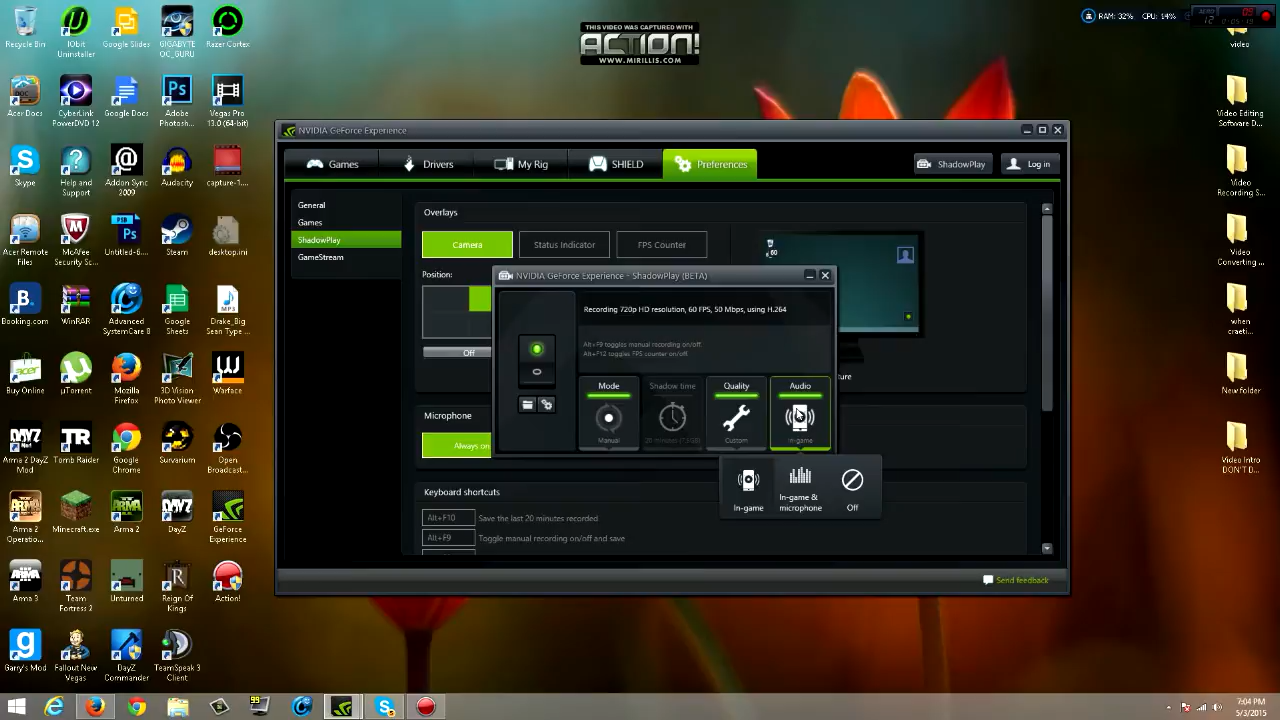 THIS VIDEO WAS CAPTURED WITH
ACTION!
WWW.MIRILLIS.COM
RAM: 32% CPU: 14%
Recycle Bin
IObit Uninstaller
Google Slides
GIGABYTE OC_GURU
Razer Cortex
Acer Docs
CyberLink PowerDVD 12
Google Docs
Adobe Photosh...
Vegas Pro 13.0 (64-bit)
Skype
Help and Support
Addon Sync 2009
Audacity
capture-1....
Acer Remote Files
McAfee Security Sc...
Untitled-6....
Steam
desktop.ini
Booking.com
WinRAR
Advanced SystemCare 8
Google Sheets
Drake_Big Sean Type ...
Buy Online
uTorrent
Mozilla Firefox
3D Vision Photo Viewer
Warface
Arma 2 DayZ Mod
Tomb Raider
Google Chrome
Survarium
Open Broadcast...
Arma 2 Operatio...
Minecraft.exe
Arma 2
DayZ
GeForce Experience
Arma 3
Team Fortress 2
Unturned
Reign Of Kings
Action!
Garry's Mod
Fallout New Vegas
DayZ Commander
TeamSpeak 3 Client
NVIDIA GeForce Experience
Games
Drivers
My Rig
SHIELD
Preferences
ShadowPlay
Log in
General
Games
ShadowPlay
GameStream
Overlays
Camera
Status Indicator
FPS Counter
Position:
60
Off
NVIDIA GeForce Experience - ShadowPlay (BETA)
Recording 720p HD resolution, 60 FPS, 50 Mbps, using H.264
Alt+F9 toggles manual recording on/off.
Alt+F12 toggles FPS counter on/off.
Mode
Manual
Shadow time
Quality
Custom
Audio
In-game
In-game
In-game & microphone
Off
Microphone
Always on
Keyboard shortcuts
Alt+F10 Save the last 20 minutes recorded
Alt+F9 Toggle manual recording on/off and save
Send feedback
video
Video Editing Software D...
Video Recording S...
Video Converting ...
when craeti...
New folder
Video Intro DON'T D...
7:04 PM
5/3/2015